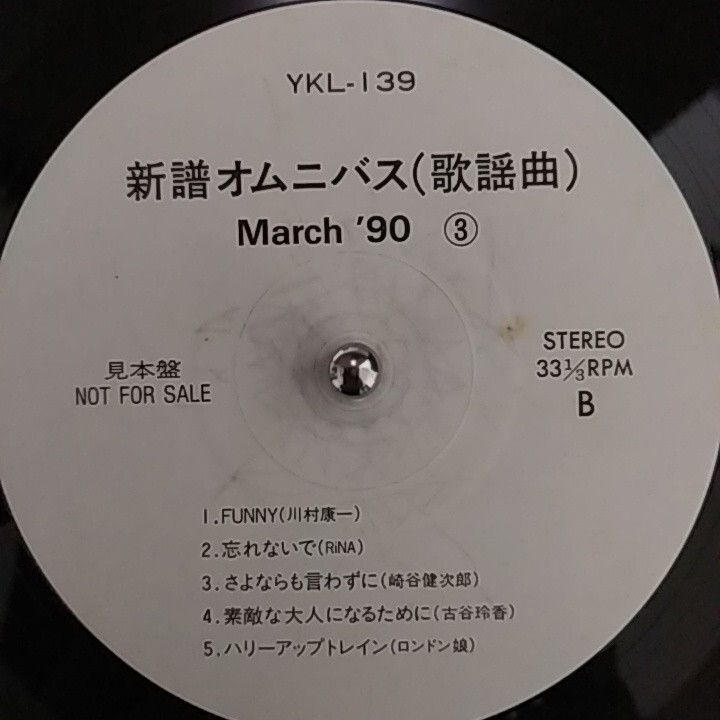 YKL-139
新譜オムニバス(歌謡曲)
March '90 ③
見本盤
NOT FOR SALE
STEREO
33⅓RPM
B
1.FUNNY(川村康一)
2.忘れないで(RiNA)
3.さよならも言わずに(崎谷健次郎)
4.素敵な大人になるために(古谷玲香)
5.ハリーアップトレイン(ロンドン娘)